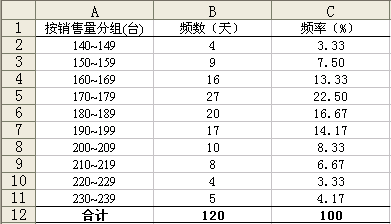 A B C
1 按销售量分组(台) 频数（天） 频率（%）
2 140~149 4 3.33
3 150~159 9 7.50
4 160~169 16 13.33
5 170~179 27 22.50
6 180~189 20 16.67
7 190~199 17 14.17
8 200~209 10 8.33
9 210~219 8 6.67
10 220~229 4 3.33
11 230~239 5 4.17
12 合计 120 100